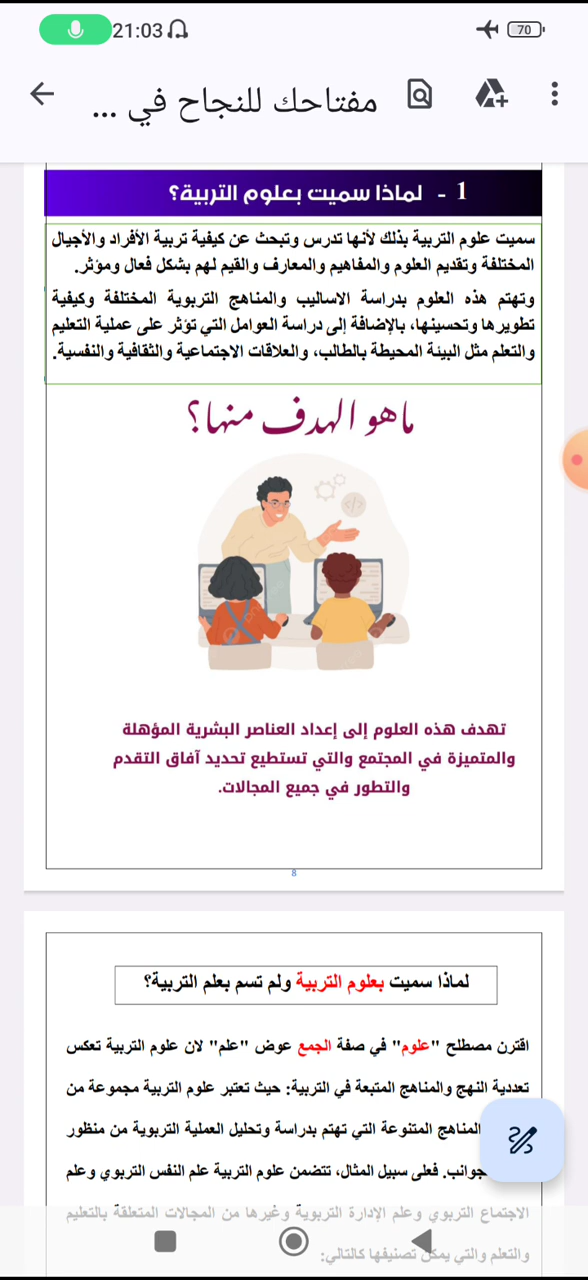 21:03
70
مفتاحك للنجاح في ...
1 - لماذا سميت بعلوم التربية؟
سميت علوم التربية بذلك لأنها تدرس وتبحث عن كيفية تربية الأفراد والأجيال
المختلفة وتقديم العلوم والمفاهيم والمعارف والقيم لهم بشكل فعال ومؤثر.
وتهتم هذه العلوم بدراسة الاساليب والمناهج التربوية المختلفة وكيفية
تطويرها وتحسينها، بالإضافة إلى دراسة العوامل التي تؤثر على عملية التعليم
والتعلم مثل البيئة المحيطة بالطالب، والعلاقات الاجتماعية والثقافية والنفسية.
ماهو الهدف منها؟
</>
تهدف هذه العلوم إلى إعداد العناصر البشرية المؤهلة
والمتميزة في المجتمع والتي تستطيع تحديد آفاق التقدم
والتطور في جميع المجالات.
8
لماذا سميت بعلوم التربية ولم تسم بعلم التربية؟
اقترن مصطلح "علوم" في صفة الجمع عوض "علم" لان علوم التربية تعكس
تعددية النهج والمناهج المتبعة في التربية: حيث تعتبر علوم التربية مجموعة من
المناهج المتنوعة التي تهتم بدراسة وتحليل العملية التربوية من منظور
جوانب. فعلى سبيل المثال، تتضمن علوم التربية علم النفس التربوي وعلم
الاجتماع التربوي وعلم الإدارة التربوية وغيرها من المجالات المتعلقة بالتعليم
والتعلم والتي يمكن تصنيفها كالتالي: